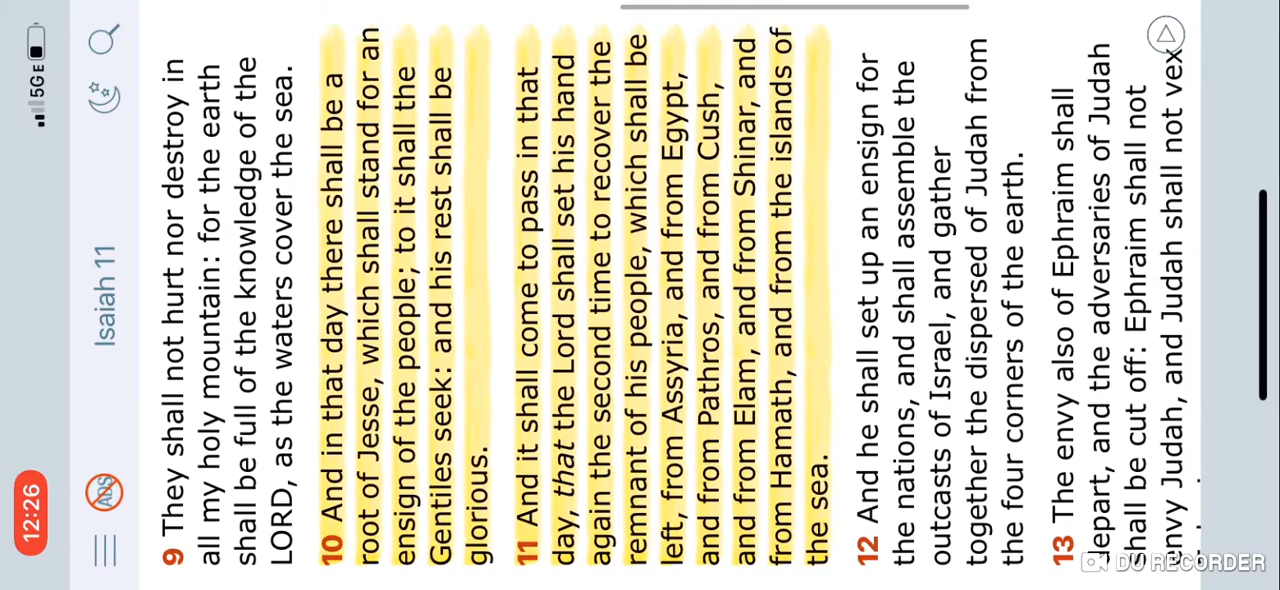 12:26
5GE
ADS
Isaiah 11
9 They shall not hurt nor destroy in
all my holy mountain: for the earth
shall be full of the knowledge of the
LORD, as the waters cover the sea.
10 And in that day there shall be a
root of Jesse, which shall stand for an
ensign of the people; to it shall the
Gentiles seek: and his rest shall be
glorious.
11 And it shall come to pass in that
day, that the Lord shall set his hand
again the second time to recover the
remnant of his people, which shall be
left, from Assyria, and from Egypt,
and from Pathros, and from Cush,
and from Elam, and from Shinar, and
from Hamath, and from the islands of
the sea.
12 And he shall set up an ensign for
the nations, and shall assemble the
outcasts of Israel, and gather
together the dispersed of Judah from
the four corners of the earth.
13 The envy also of Ephraim shall
depart, and the adversaries of Judah
shall be cut off: Ephraim shall not
envy Judah, and Judah shall not vex
DU RECORDER